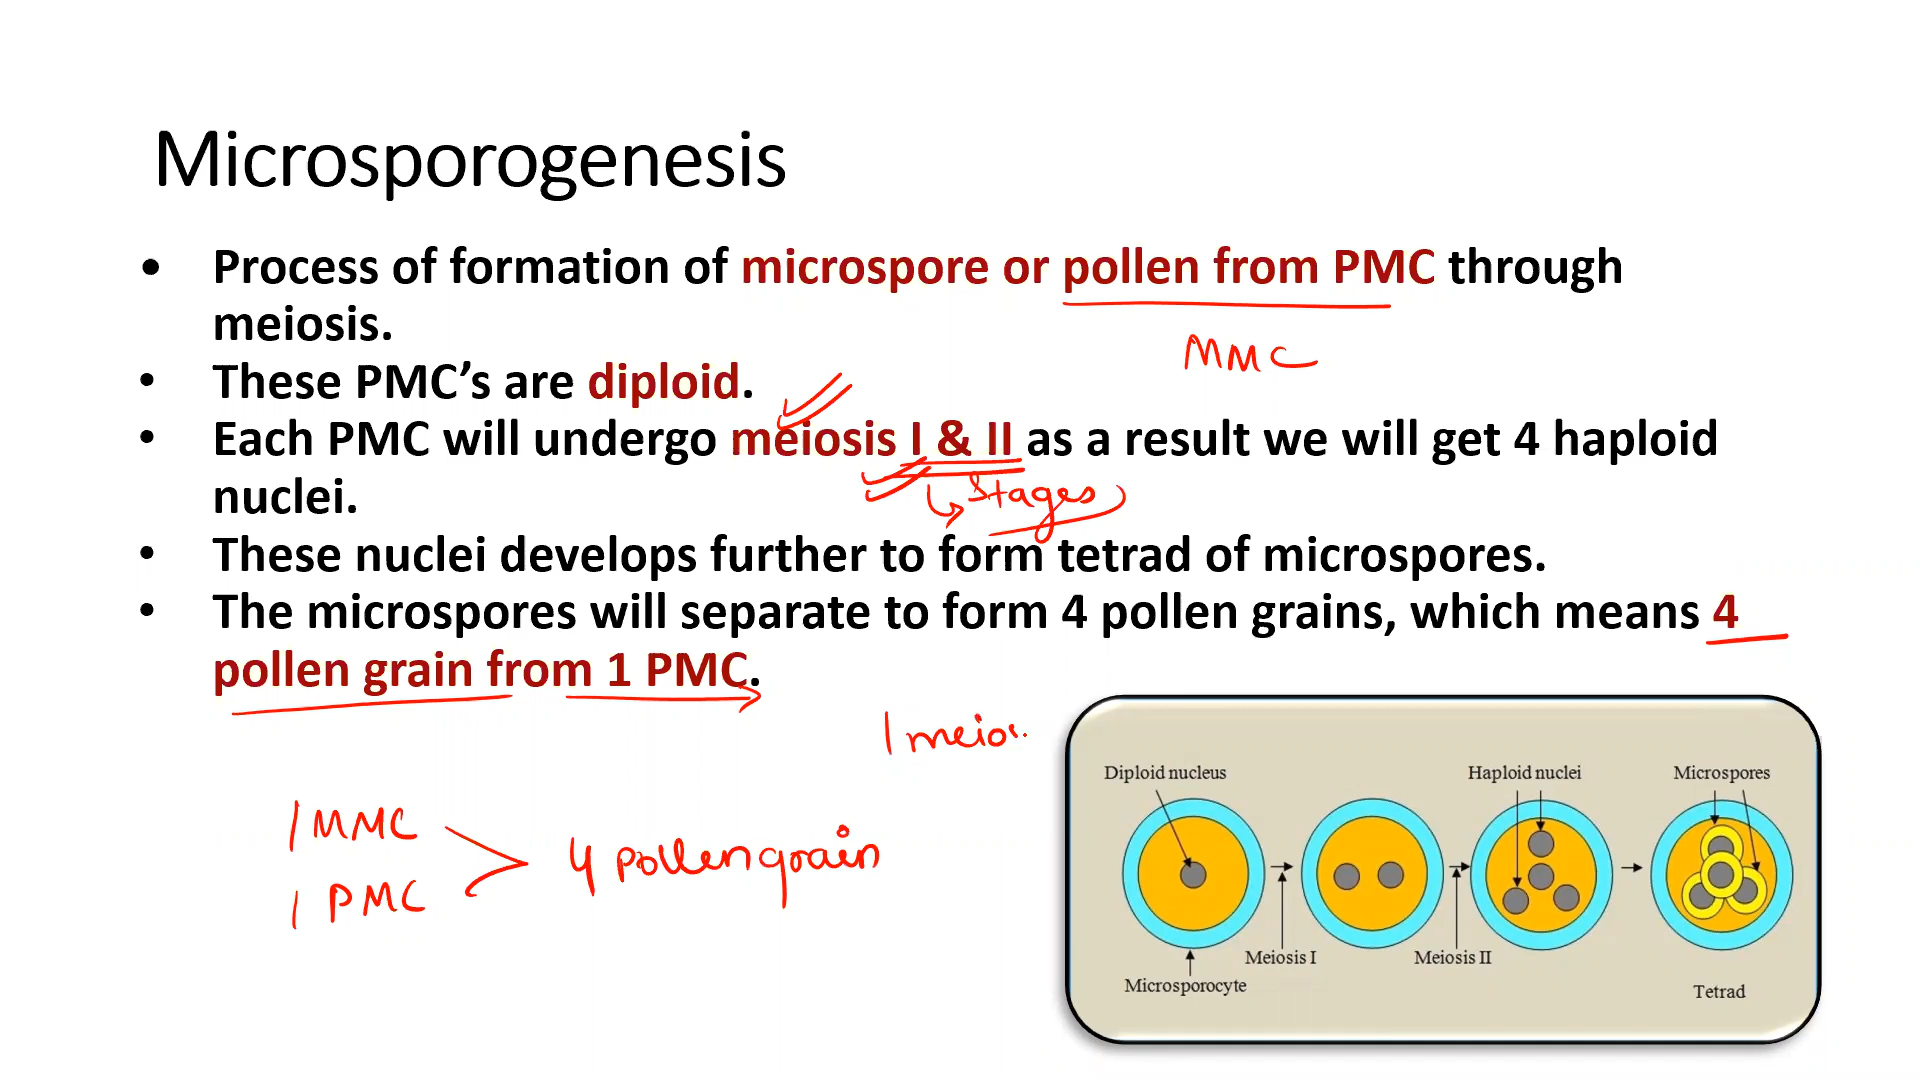 Microsporogenesis
• Process of formation of microspore or pollen from PMC through
meiosis.
MMC
• These PMC’s are diploid.
• Each PMC will undergo meiosis I & II as a result we will get 4 haploid
nuclei.
Stages
• These nuclei develops further to form tetrad of microspores.
• The microspores will separate to form 4 pollen grains, which means 4
pollen grain from 1 PMC.
1 meio
1 MMC
1 PMC
4 pollengrain
Diploid nucleus
Haploid nuclei
Microspores
Meiosis I
Meiosis II
Microsporocyte
Tetrad